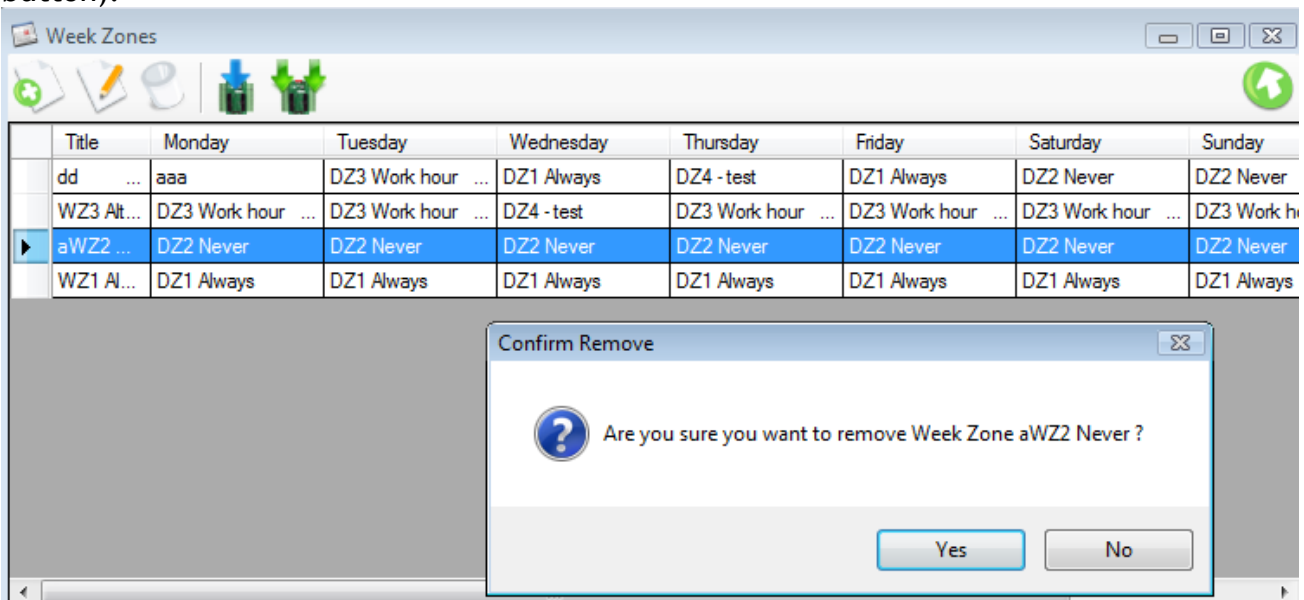 button).
Week Zones
Title Monday Tuesday Wednesday Thursday Friday Saturday Sunday
dd ... aaa DZ3 Work hour ... DZ1 Always DZ4 - test DZ1 Always DZ2 Never DZ2 Never
WZ3 Alt... DZ3 Work hour ... DZ3 Work hour ... DZ4 - test DZ3 Work hour ... DZ3 Work hour ... DZ3 Work hour ... DZ3 Work h
aWZ2 ... DZ2 Never DZ2 Never DZ2 Never DZ2 Never DZ2 Never DZ2 Never DZ2 Never
WZ1 Al... DZ1 Always DZ1 Always DZ1 Always DZ1 Always DZ1 Always DZ1 Always DZ1 Always
Confirm Remove
Are you sure you want to remove Week Zone aWZ2 Never ?
Yes No